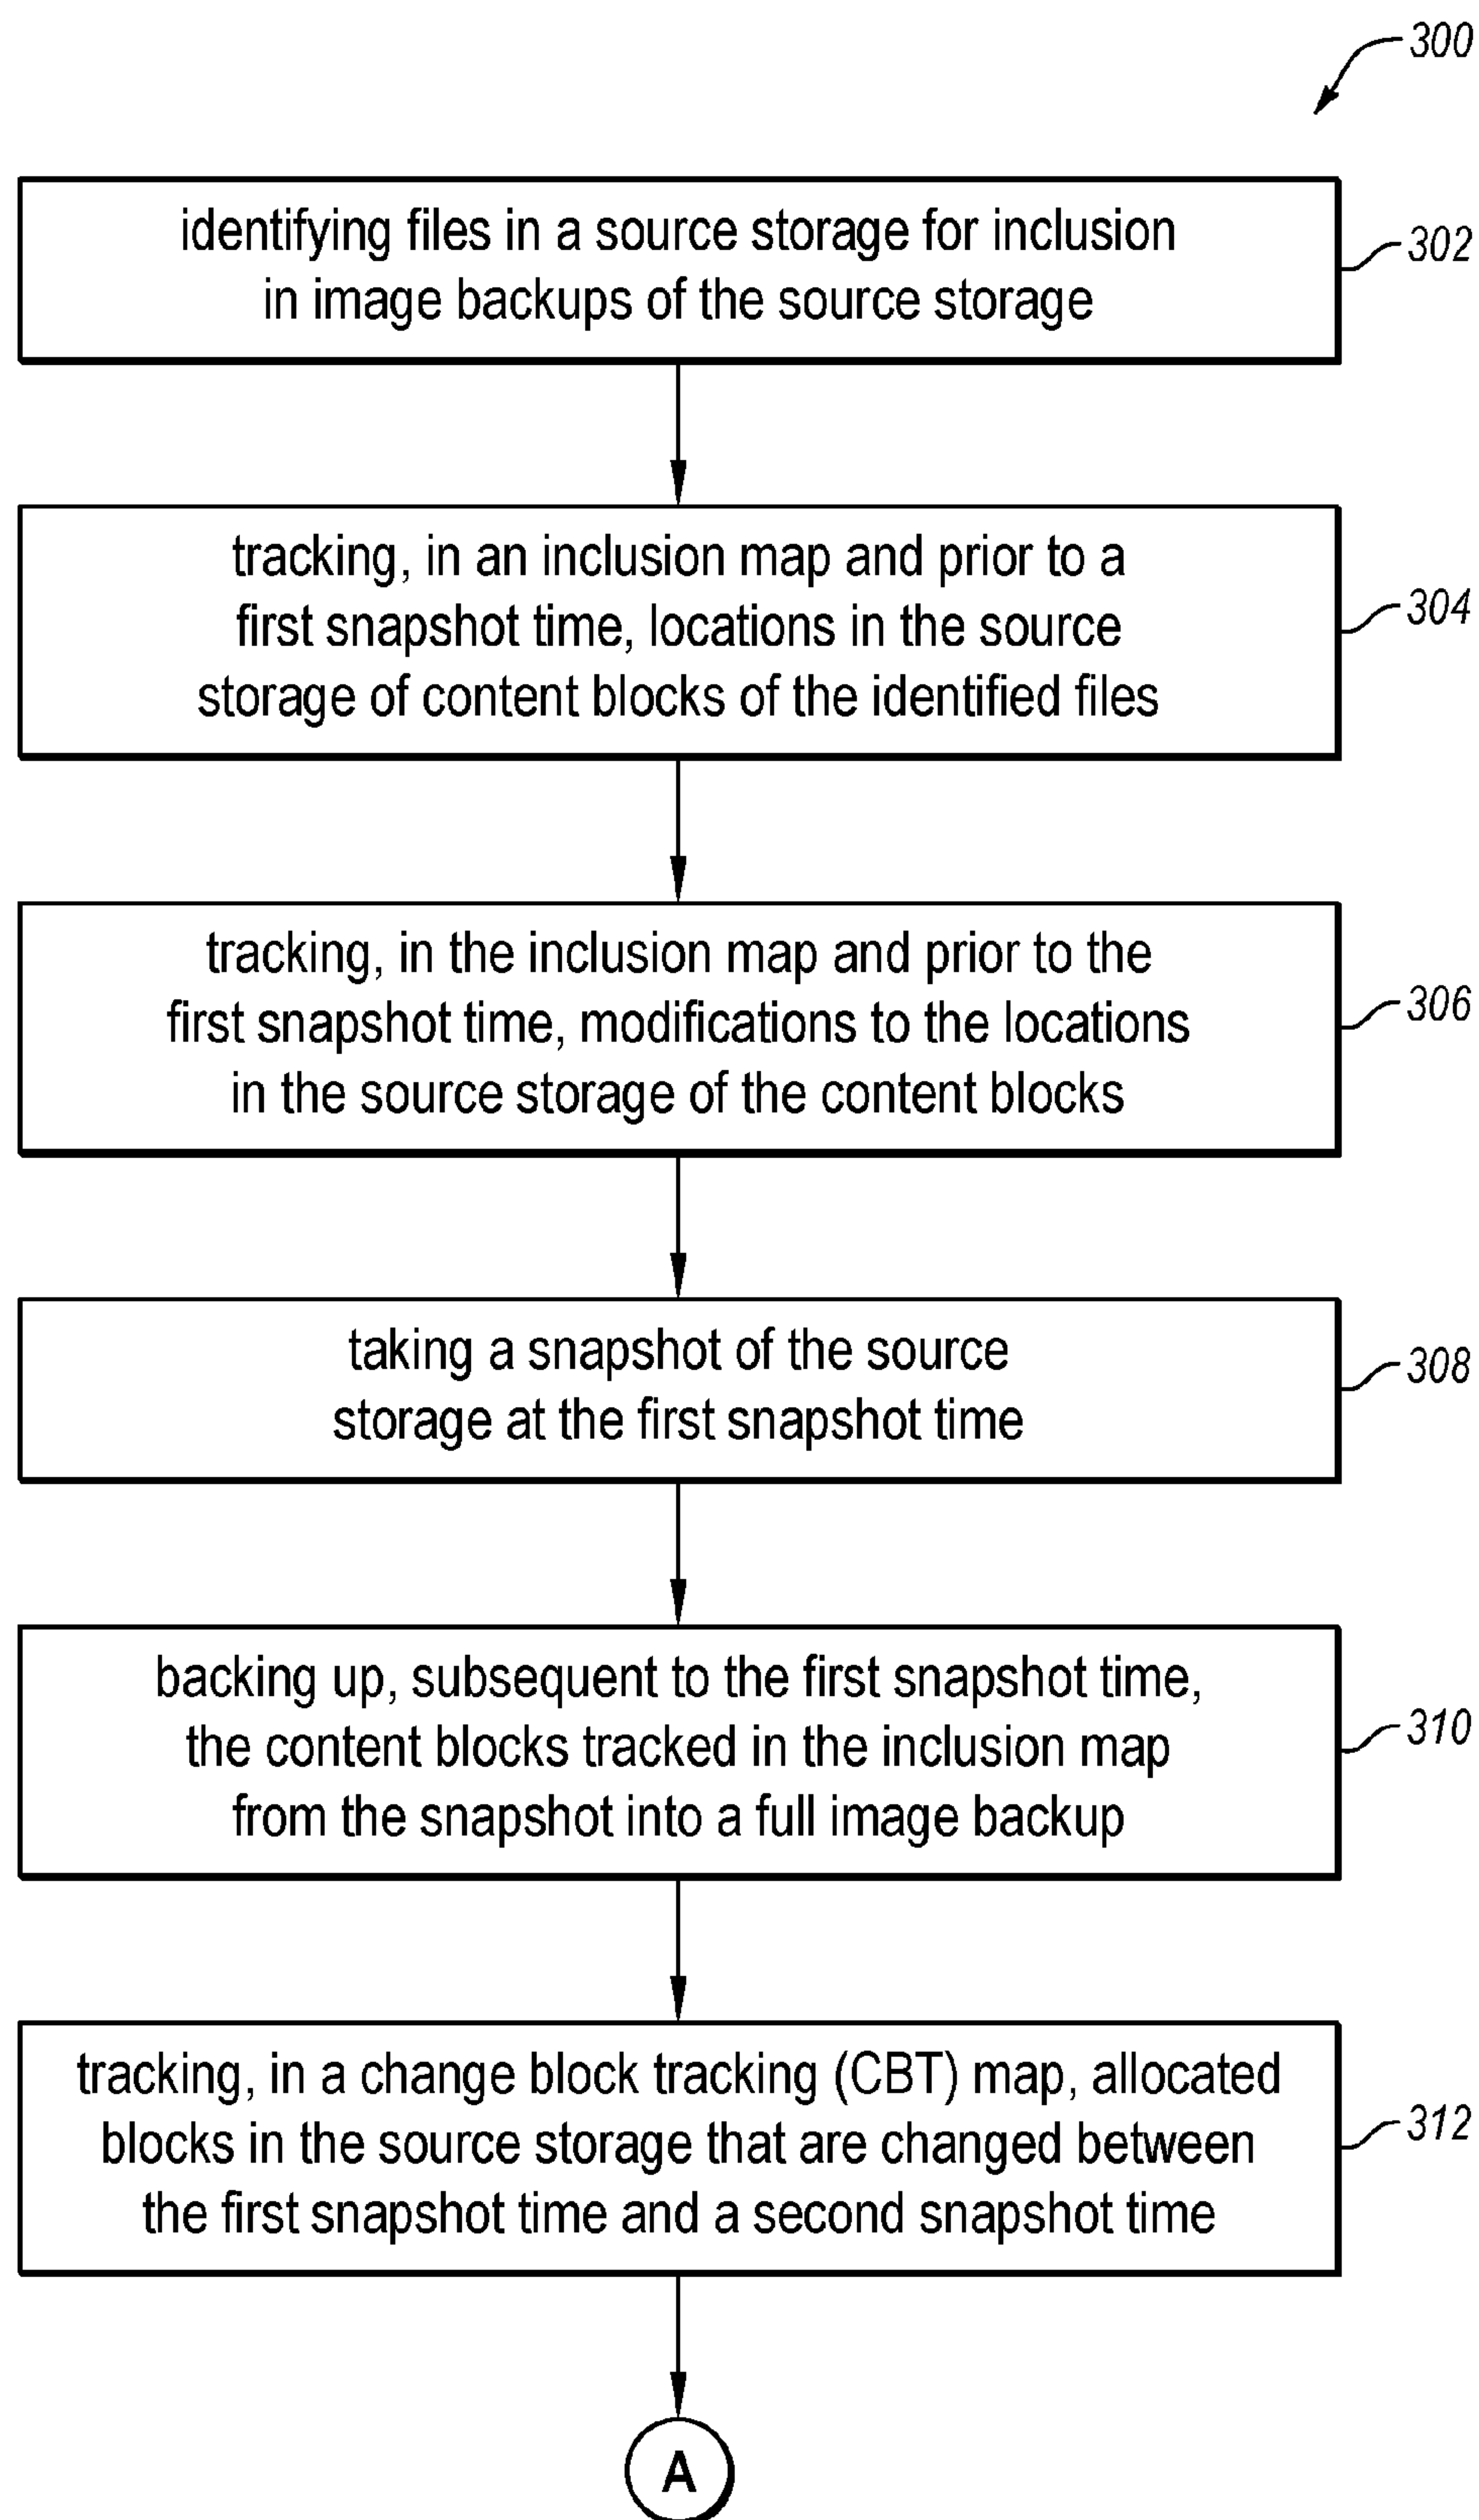 300
identifying files in a source storage for inclusion
in image backups of the source storage
302
tracking, in an inclusion map and prior to a
first snapshot time, locations in the source
storage of content blocks of the identified files
304
tracking, in the inclusion map and prior to the
first snapshot time, modifications to the locations
in the source storage of the content blocks
306
taking a snapshot of the source
storage at the first snapshot time
308
backing up, subsequent to the first snapshot time,
the content blocks tracked in the inclusion map
from the snapshot into a full image backup
310
tracking, in a change block tracking (CBT) map, allocated
blocks in the source storage that are changed between
the first snapshot time and a second snapshot time
312
A